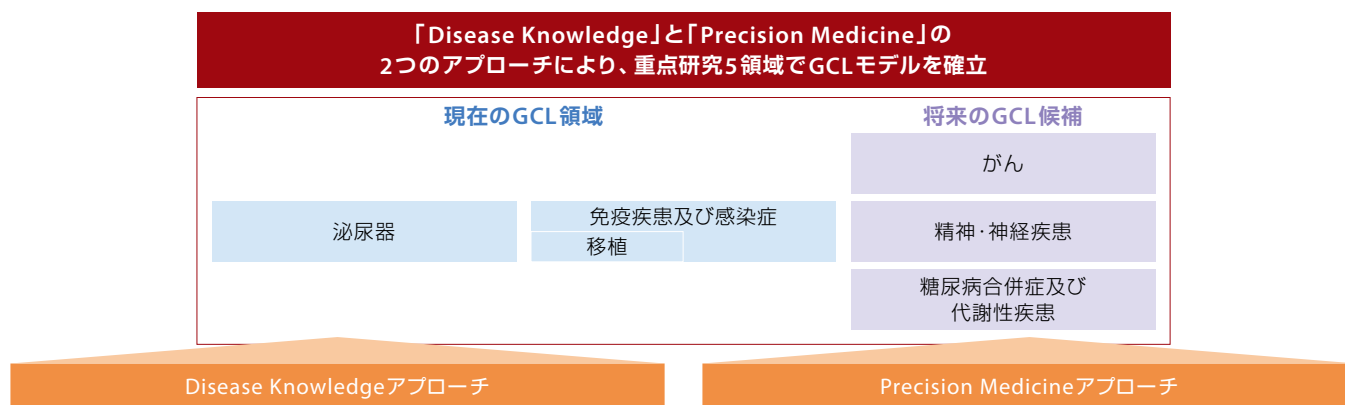 「Disease Knowledge」と「Precision Medicine」の
2つのアプローチにより、重点研究5領域でGCLモデルを確立
現在のGCL領域
将来のGCL候補
がん
泌尿器
免疫疾患及び感染症
移植
精神・神経疾患
糖尿病合併症及び
代謝性疾患
Disease Knowledgeアプローチ
Precision Medicineアプローチ